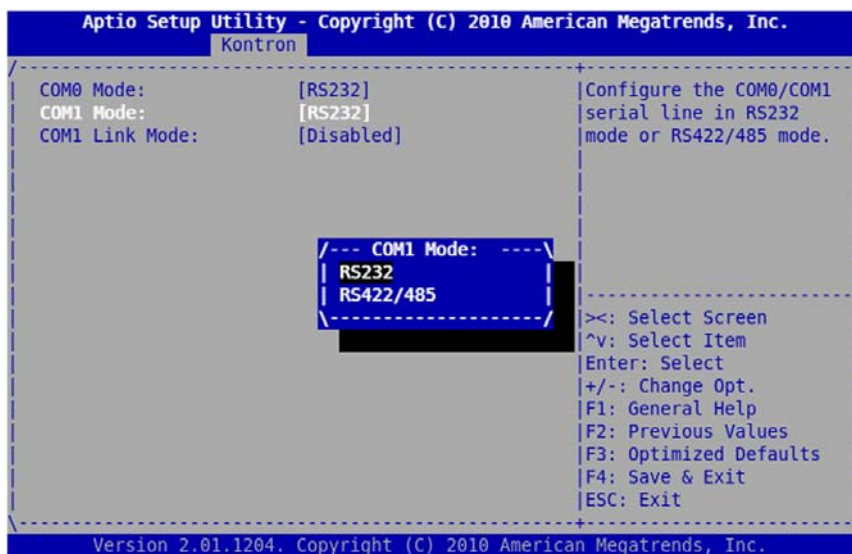 Aptio Setup Utility - Copyright (C) 2010 American Megatrends, Inc.
Kontron
COM0 Mode: [RS232]
COM1 Mode: [RS232]
COM1 Link Mode: [Disabled]
Configure the COM0/COM1
serial line in RS232
mode or RS422/485 mode.
/--- COM1 Mode: ----\
RS232
RS422/485
><: Select Screen
^v: Select Item
Enter: Select
+/-: Change Opt.
F1: General Help
F2: Previous Values
F3: Optimized Defaults
F4: Save & Exit
ESC: Exit
Version 2.01.1204. Copyright (C) 2010 American Megatrends, Inc.